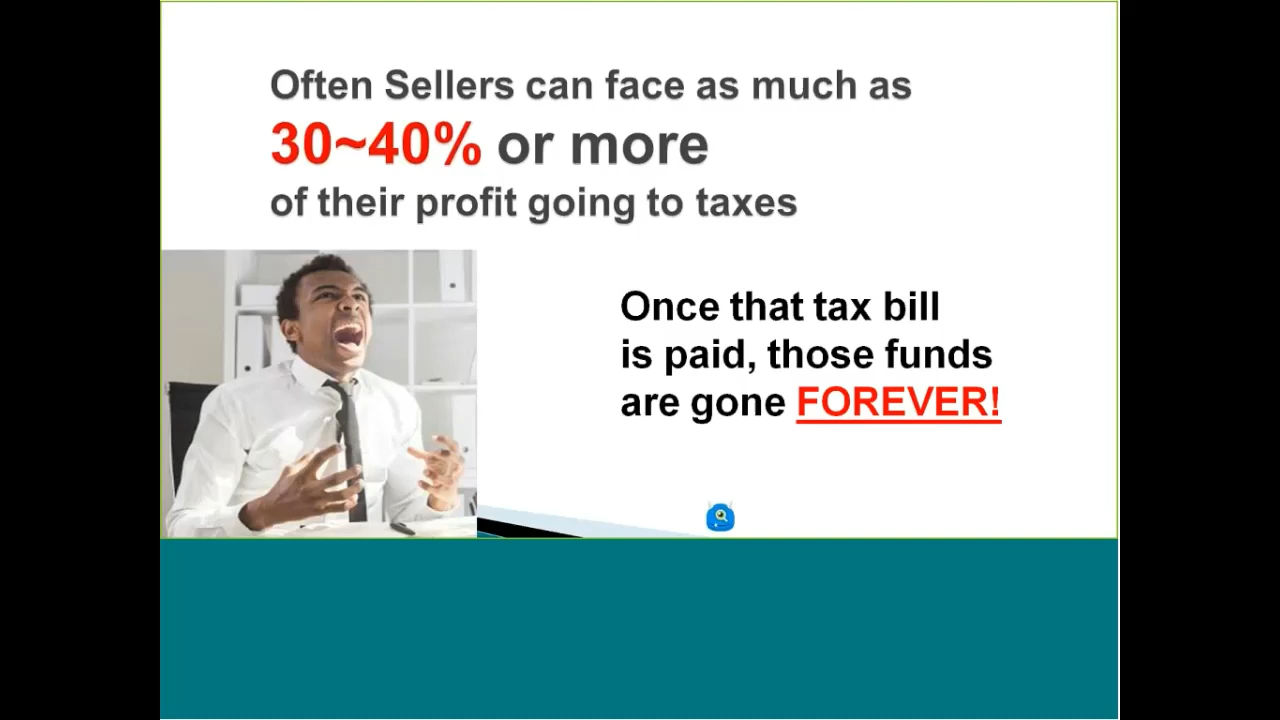 Often Sellers can face as much as
30~40% or more
of their profit going to taxes
Once that tax bill
is paid, those funds
are gone FOREVER!